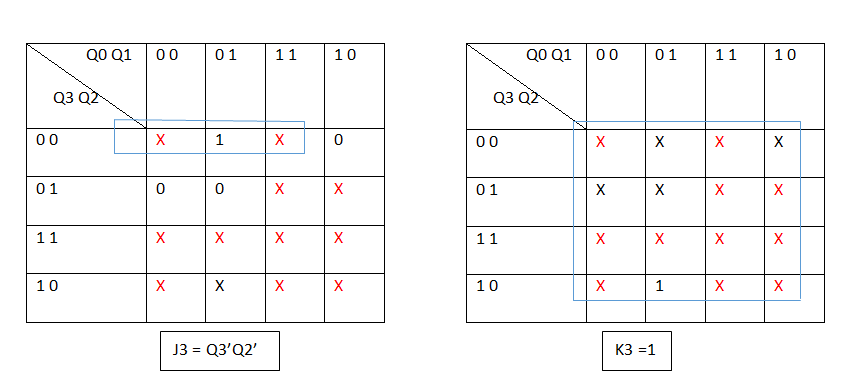 Q0 Q1 0 0 0 1 1 1 1 0
Q3 Q2
0 0 X 1 X 0
0 1 0 0 X X
1 1 X X X X
1 0 X X X X
J3 = Q3′Q2′
Q0 Q1 0 0 0 1 1 1 1 0
Q3 Q2
0 0 X X X X
0 1 X X X X
1 1 X X X X
1 0 X 1 X X
K3 =1